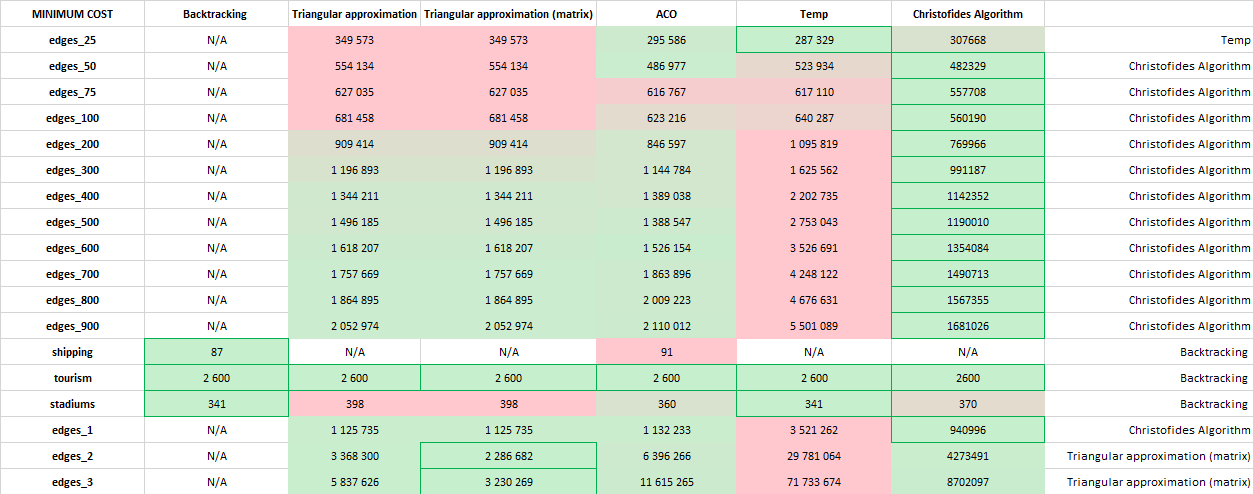 MINIMUM COST Backtracking Triangular approximation Triangular approximation (matrix) ACO Temp Christofides Algorithm
edges_25 N/A 349 573 349 573 295 586 287 329 307668 Temp
edges_50 N/A 554 134 554 134 486 977 523 934 482329 Christofides Algorithm
edges_75 N/A 627 035 627 035 616 767 617 110 557708 Christofides Algorithm
edges_100 N/A 681 458 681 458 623 216 640 287 560190 Christofides Algorithm
edges_200 N/A 909 414 909 414 846 597 1 095 819 769966 Christofides Algorithm
edges_300 N/A 1 196 893 1 196 893 1 144 784 1 625 562 991187 Christofides Algorithm
edges_400 N/A 1 344 211 1 344 211 1 389 038 2 202 735 1142352 Christofides Algorithm
edges_500 N/A 1 496 185 1 496 185 1 388 547 2 753 043 1190010 Christofides Algorithm
edges_600 N/A 1 618 207 1 618 207 1 526 154 3 526 691 1354084 Christofides Algorithm
edges_700 N/A 1 757 669 1 757 669 1 863 896 4 248 122 1490713 Christofides Algorithm
edges_800 N/A 1 864 895 1 864 895 2 009 223 4 676 631 1567355 Christofides Algorithm
edges_900 N/A 2 052 974 2 052 974 2 110 012 5 501 089 1681026 Christofides Algorithm
shipping 87 N/A N/A 91 N/A N/A Backtracking
tourism 2 600 2 600 2 600 2 600 2 600 2600 Backtracking
stadiums 341 398 398 360 341 370 Backtracking
edges_1 N/A 1 125 735 1 125 735 1 132 233 3 521 262 940996 Christofides Algorithm
edges_2 N/A 3 368 300 2 286 682 6 396 266 29 781 064 4273491 Triangular approximation (matrix)
edges_3 N/A 5 837 626 3 230 269 11 615 265 71 733 674 8702097 Triangular approximation (matrix)